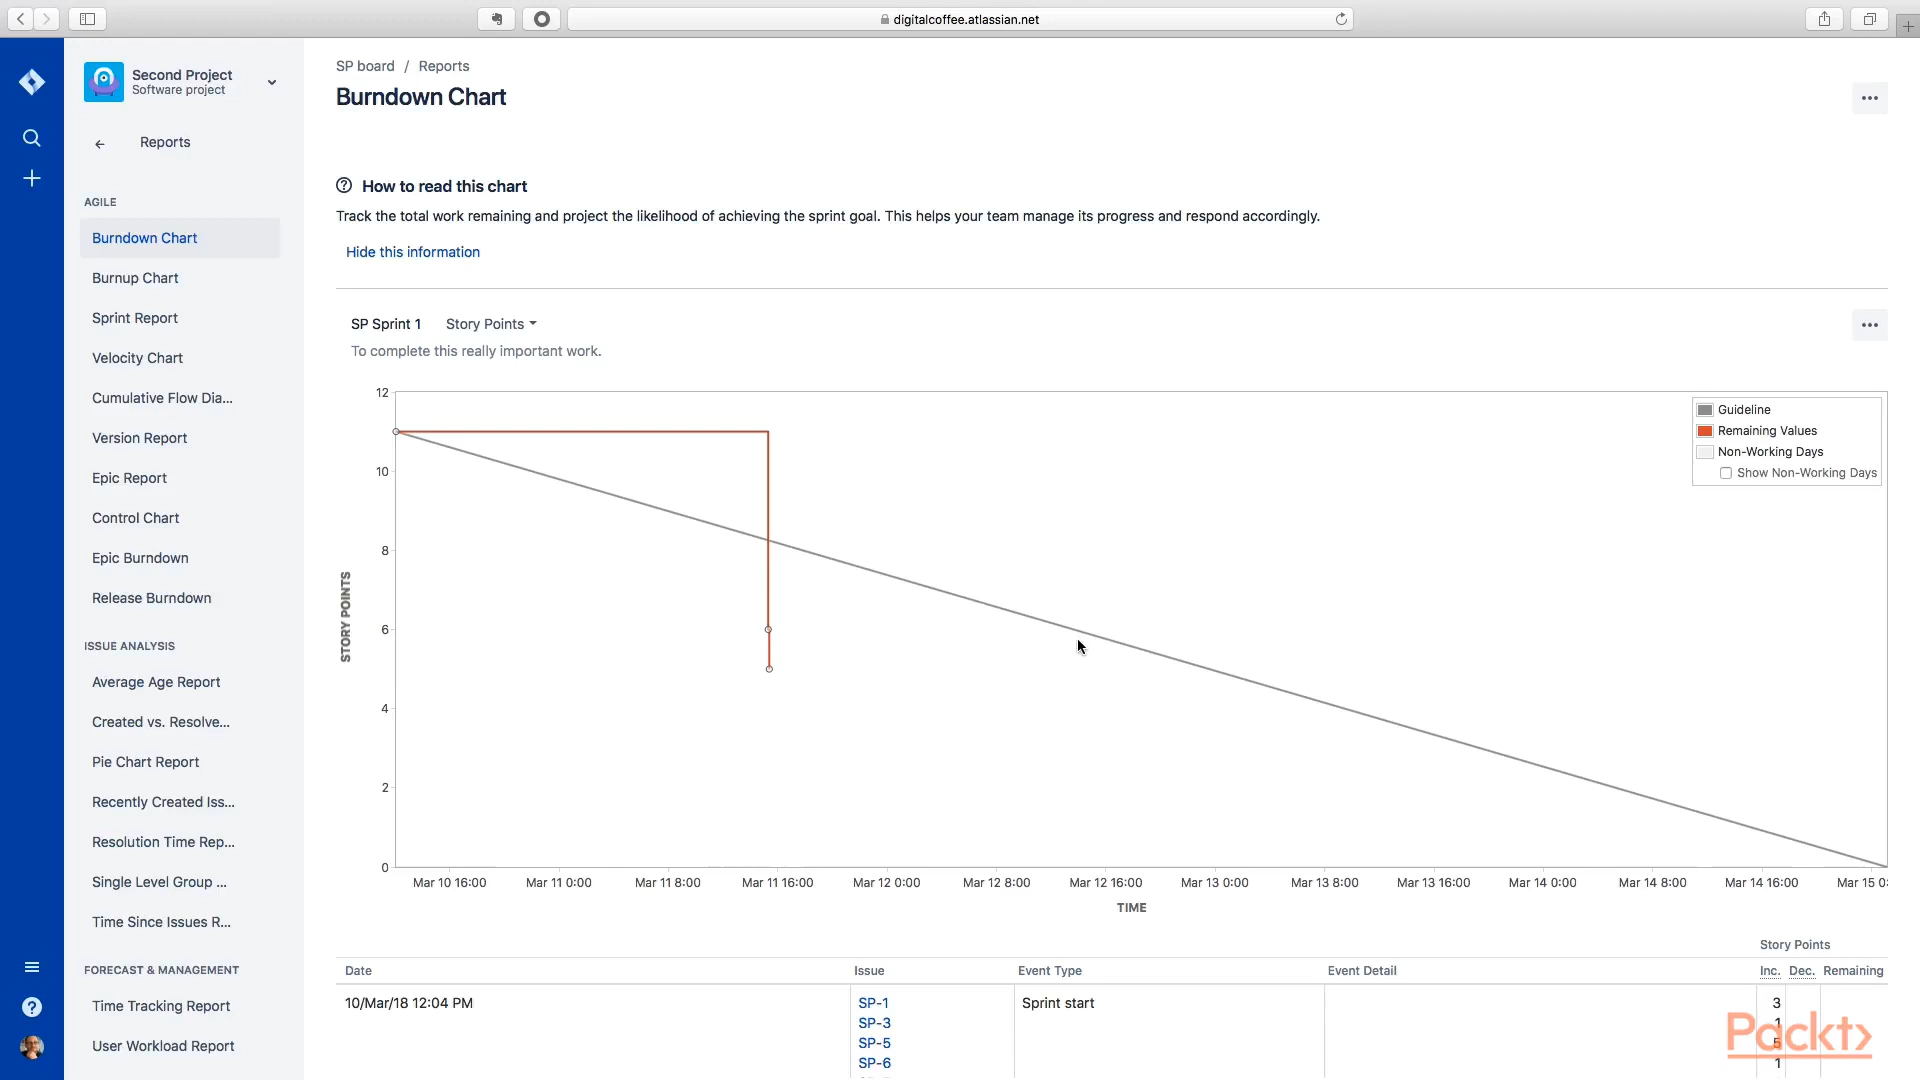 digitalcoffee.atlassian.net
Second Project
Software project
Reports
AGILE
Burndown Chart
Burnup Chart
Sprint Report
Velocity Chart
Cumulative Flow Dia...
Version Report
Epic Report
Control Chart
Epic Burndown
Release Burndown
ISSUE ANALYSIS
Average Age Report
Created vs. Resolve...
Pie Chart Report
Recently Created Iss...
Resolution Time Rep...
Single Level Group ...
Time Since Issues R...
FORECAST & MANAGEMENT
Time Tracking Report
User Workload Report
SP board / Reports
Burndown Chart
How to read this chart
Track the total work remaining and project the likelihood of achieving the sprint goal. This helps your team manage its progress and respond accordingly.
Hide this information
SP Sprint 1 Story Points
To complete this really important work.
12
10
8
6
4
2
0
STORY POINTS
Guideline
Remaining Values
Non-Working Days
Show Non-Working Days
Mar 10 16:00 Mar 11 0:00 Mar 11 8:00 Mar 11 16:00 Mar 12 0:00 Mar 12 8:00 Mar 12 16:00 Mar 13 0:00 Mar 13 8:00 Mar 13 16:00 Mar 14 0:00 Mar 14 8:00 Mar 14 16:00 Mar 15 0:
TIME
Story Points
Date Issue Event Type Event Detail Inc. Dec. Remaining
10/Mar/18 12:04 PM SP-1 Sprint start 3
SP-3 1
SP-5 5
SP-6 1
Packt